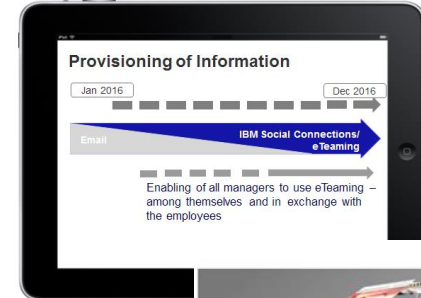 Provisioning of Information
Jan 2016
Dec 2016
Email
IBM Social Connections/
eTeaming
Enabling of all managers to use eTeaming –
among themselves and in exchange with
the employees